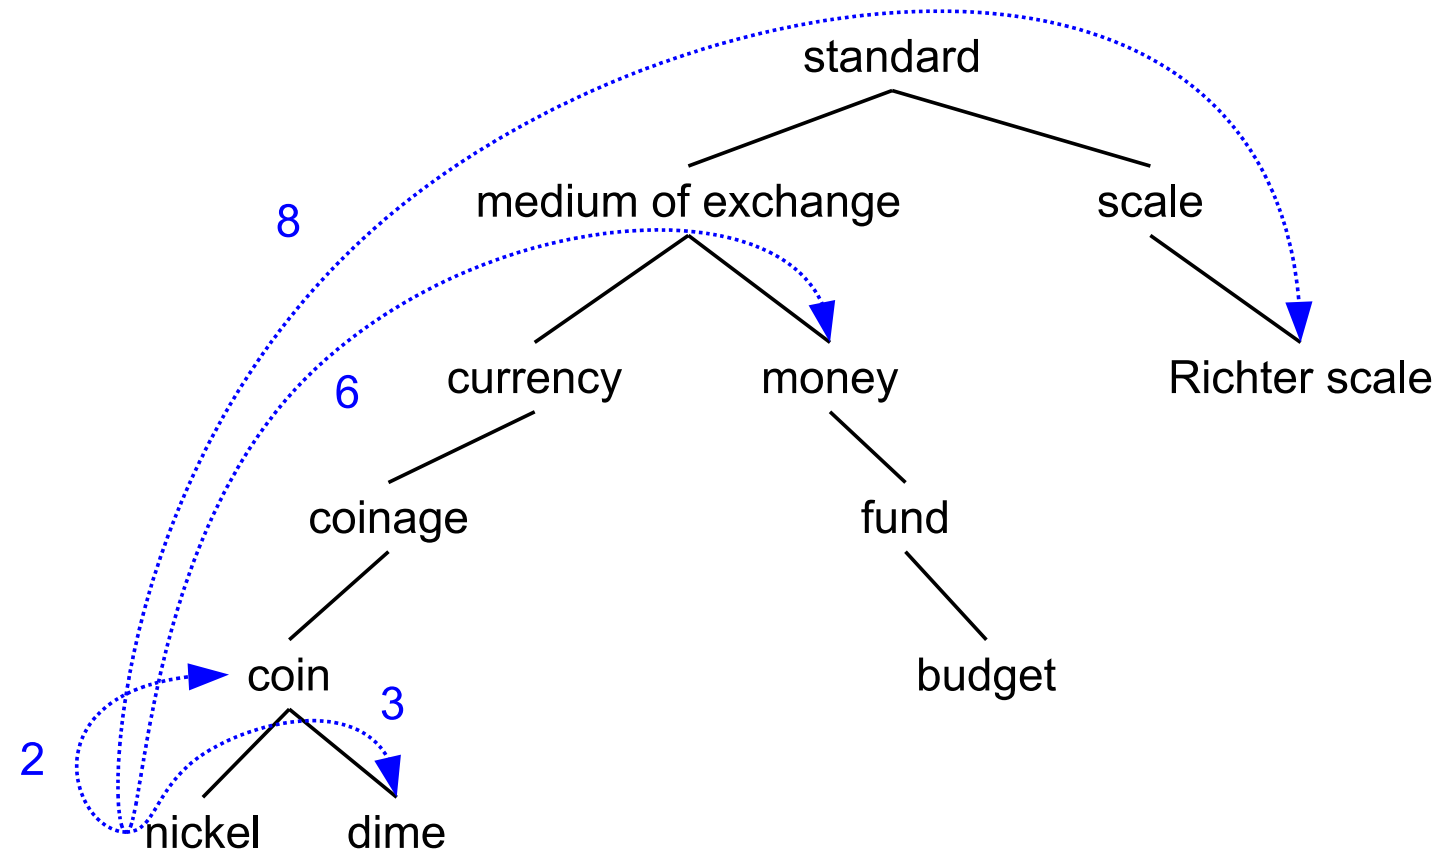 standard
medium of exchange
scale
8
6
currency
money
Richter scale
coinage
fund
coin
3
budget
2
nickel
dime